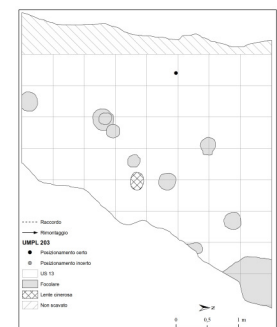 Raccordo
Rimontaggio
UMPL 203
Posizionamento certo
Posizionamento incerto
US 13
Focolare
Lente cinerosa
Non scavato
0 0,5 1 m